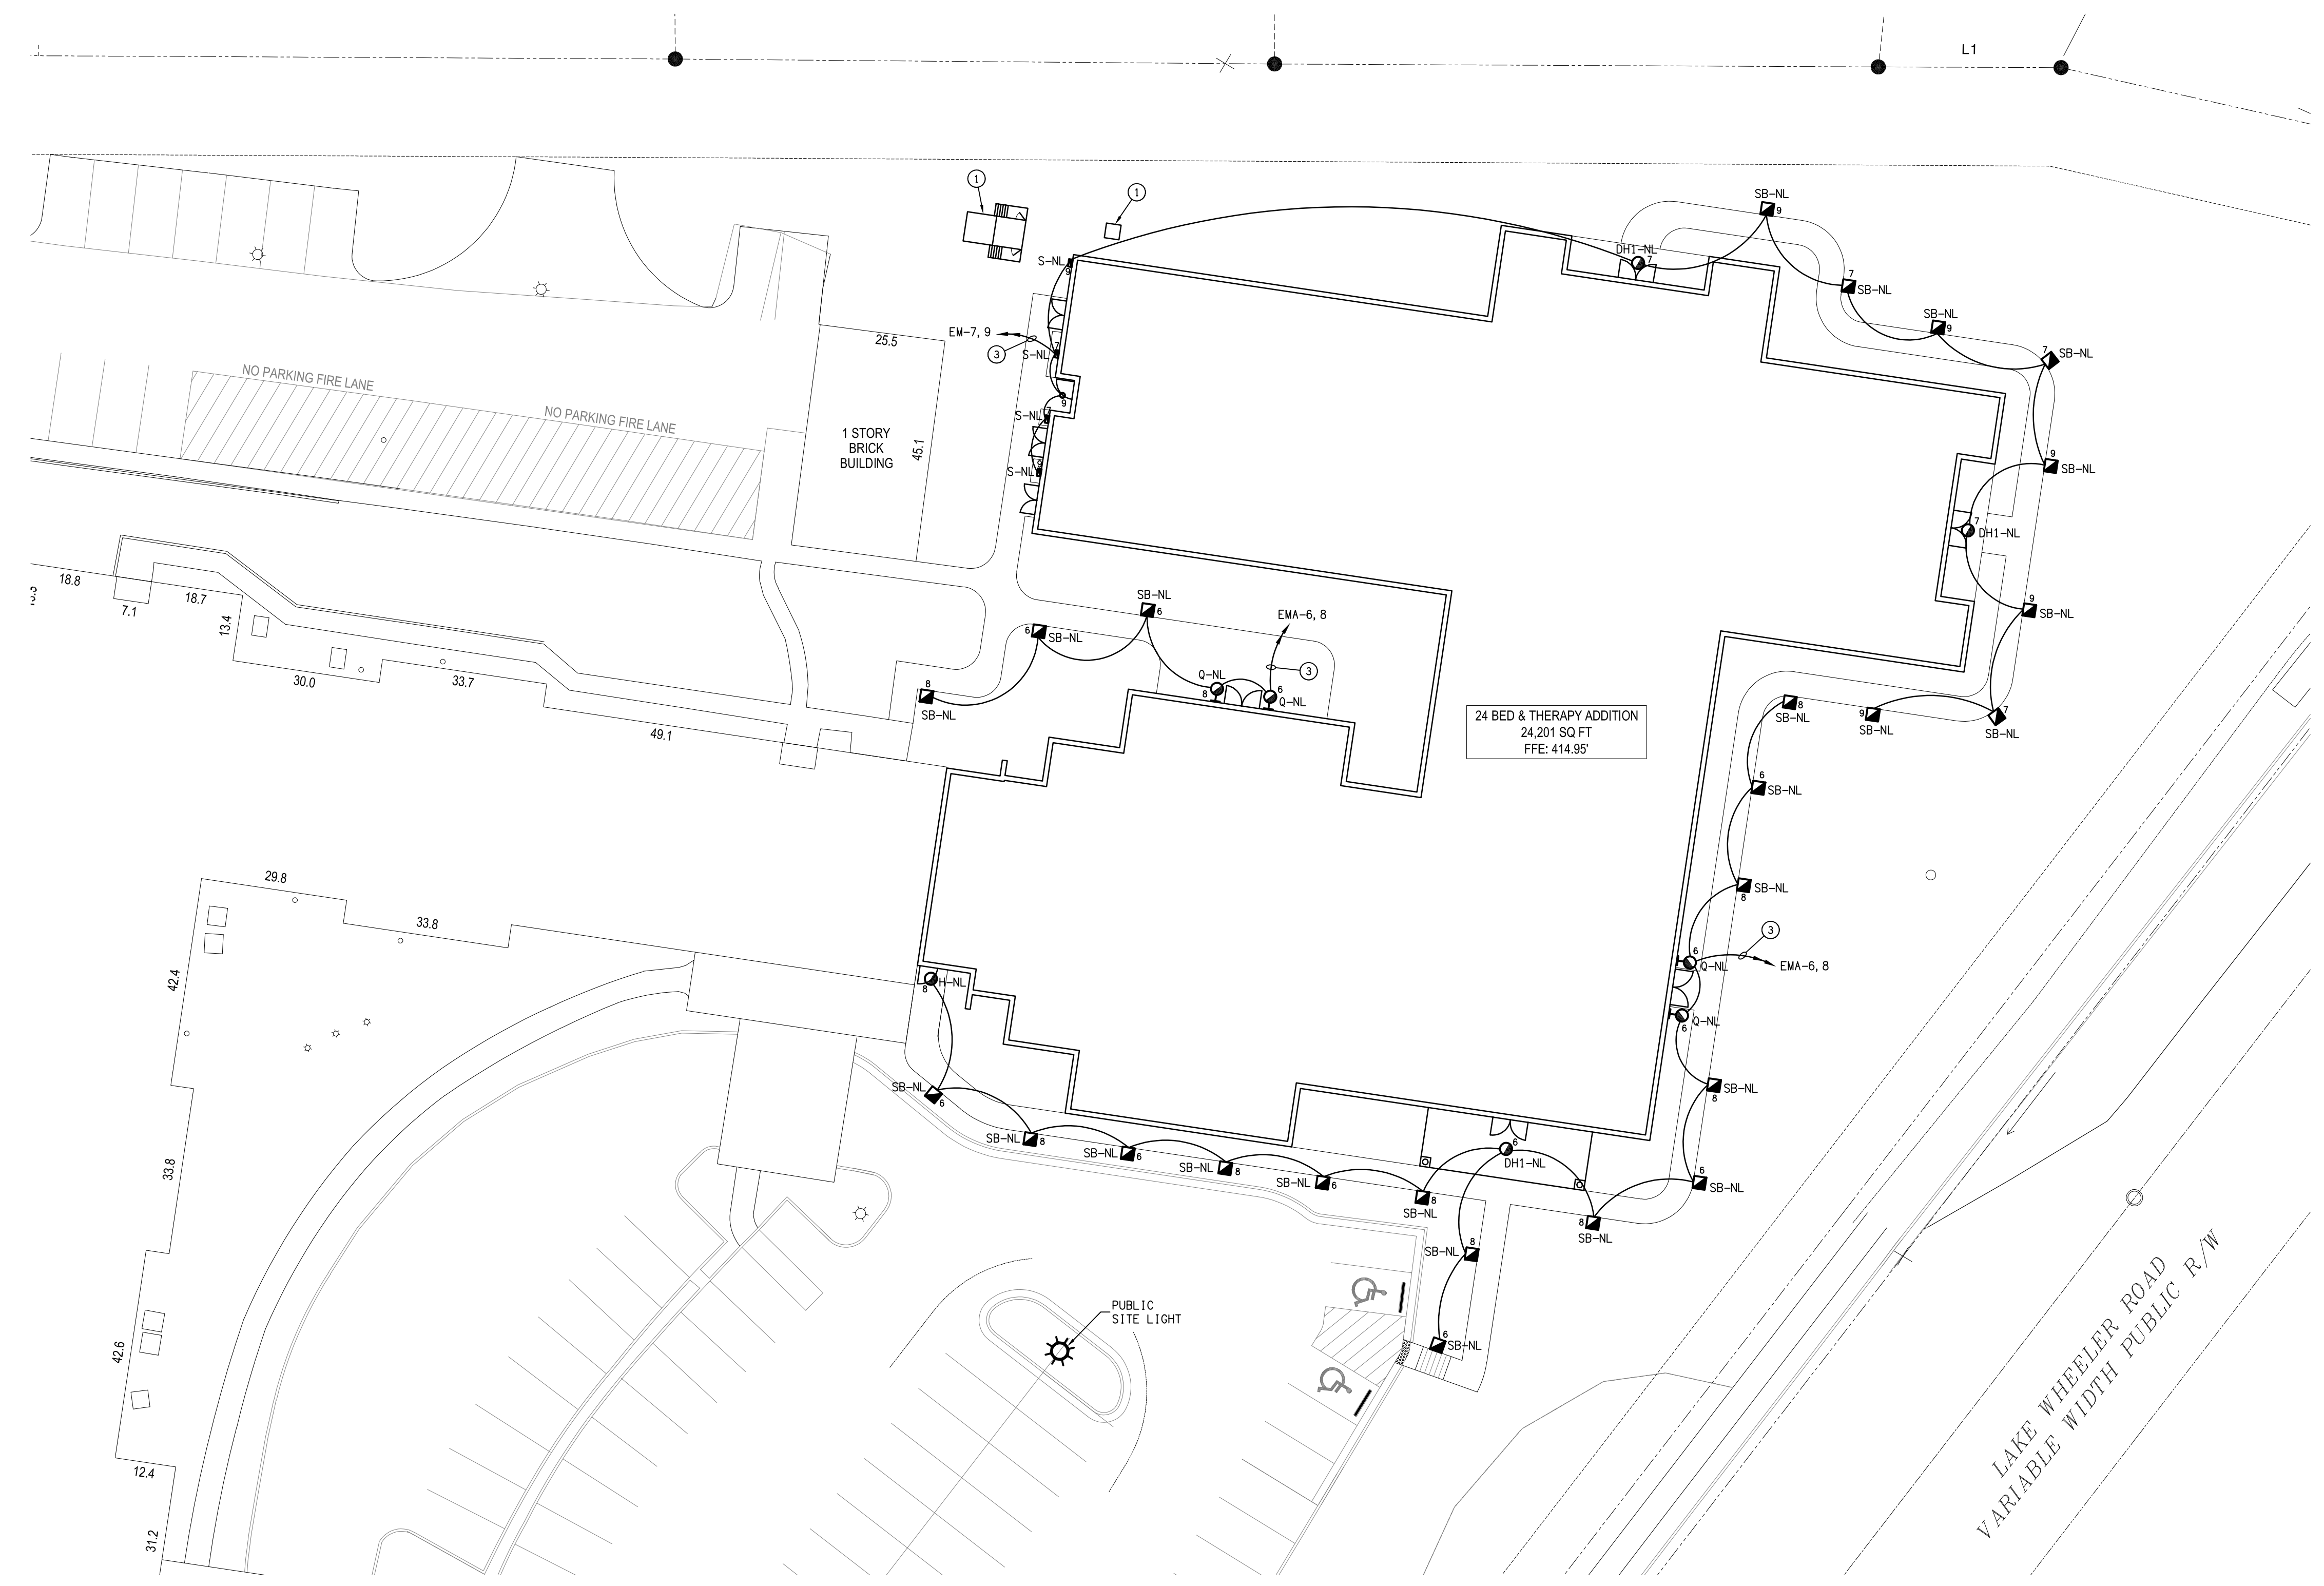 L1
1
1
SB-NL
9
DH1-NL
7
S-NL
9
7
SB-NL
SB-NL
9
EM-7, 9
3
7
S-NL
25.5
7
SB-NL
NO PARKING FIRE LANE
NO PARKING FIRE LANE
9
7
S-NL
1 STORY
BRICK
BUILDING
45.1
9
S-NL
9
SB-NL
7
DH1-NL
18.8
7.1
18.7
13.4
30.0
33.7
49.1
SB-NL
6
6
SB-NL
EMA-6, 8
3
8
SB-NL
Q-NL
8
6
Q-NL
9
SB-NL
24 BED & THERAPY ADDITION
24,201 SQ FT
FFE: 414.95'
8
SB-NL
9
SB-NL
7
SB-NL
6
SB-NL
SB-NL
8
29.8
33.8
42.4
3
6
Q-NL
EMA-6, 8
8
H-NL
6
Q-NL
SB-NL
6
SB-NL
8
SB-NL
8
SB-NL
6
SB-NL
8
SB-NL
6
8
SB-NL
6
DH1-NL
6
SB-NL
8
SB-NL
33.8
SB-NL
8
6
SB-NL
PUBLIC
SITE LIGHT
42.6
12.4
31.2
LAKE WHEELER ROAD
VARIABLE WIDTH PUBLIC R/W